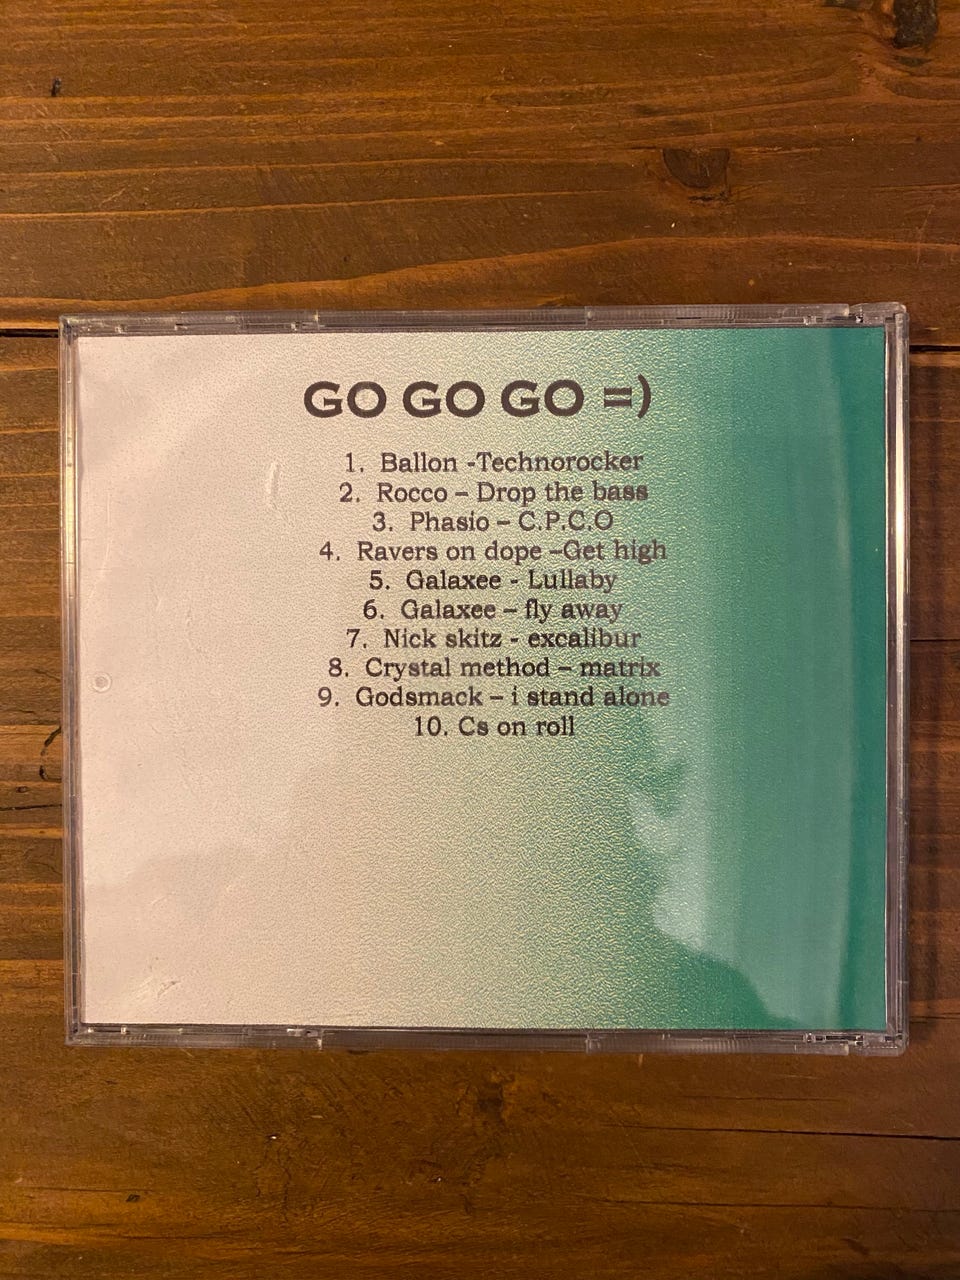 GO GO GO =)
1. Ballon -Technorocker
2. Rocco – Drop the bass
3. Phasio – C.P.C.O
4. Ravers on dope –Get high
5. Galaxee - Lullaby
6. Galaxee – fly away
7. Nick skitz - excalibur
8. Crystal method – matrix
9. Godsmack – i stand alone
10. Cs on roll